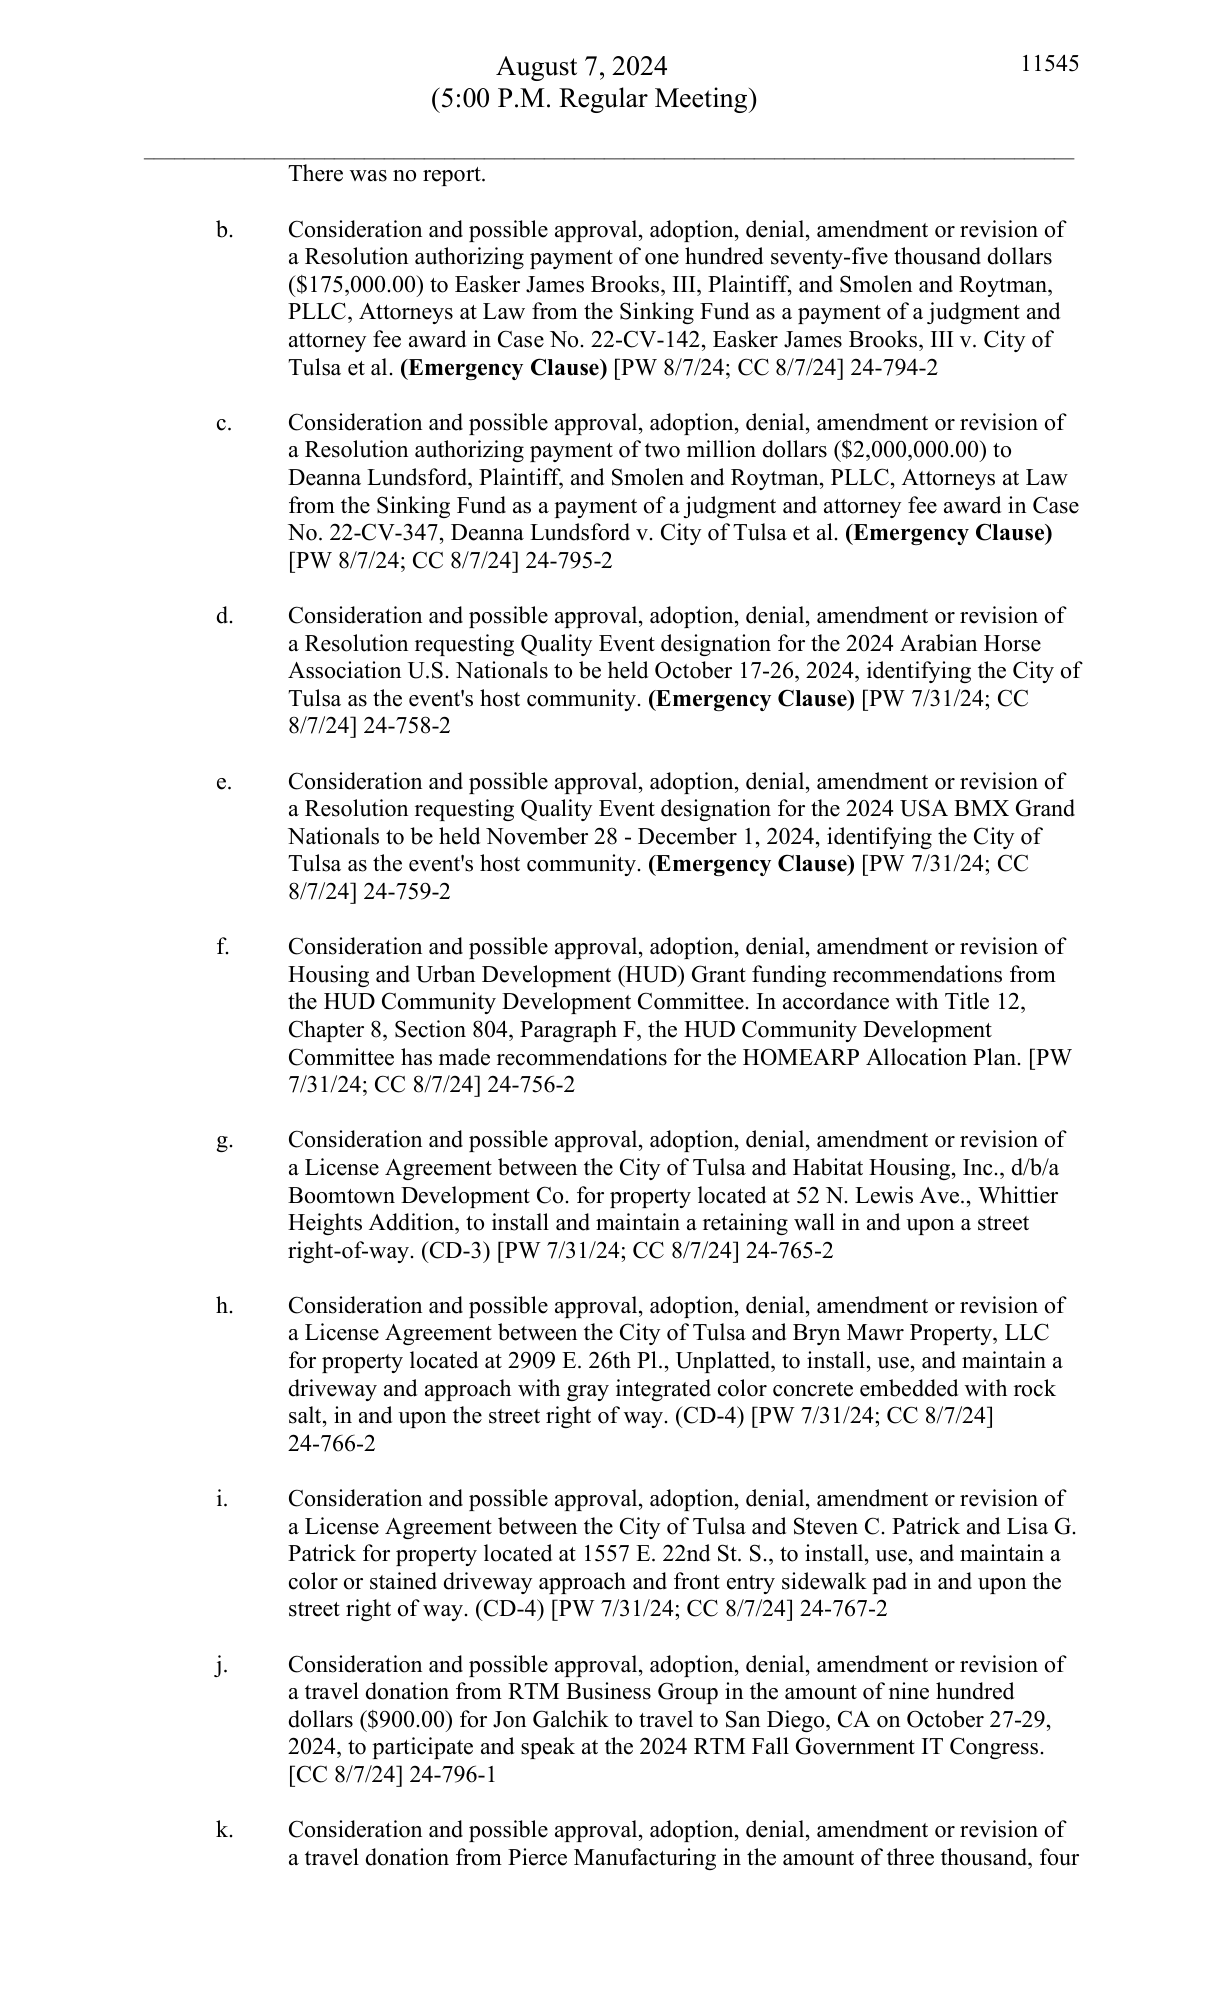 August 7, 2024
11545
(5:00 P.M. Regular Meeting)
There was no report.
b. Consideration and possible approval, adoption, denial, amendment or revision of
a Resolution authorizing payment of one hundred seventy-five thousand dollars
($175,000.00) to Easker James Brooks, III, Plaintiff, and Smolen and Roytman,
PLLC, Attorneys at Law from the Sinking Fund as a payment of a judgment and
attorney fee award in Case No. 22-CV-142, Easker James Brooks, III v. City of
Tulsa et al. (Emergency Clause) [PW 8/7/24; CC 8/7/24] 24-794-2
c. Consideration and possible approval, adoption, denial, amendment or revision of
a Resolution authorizing payment of two million dollars ($2,000,000.00) to
Deanna Lundsford, Plaintiff, and Smolen and Roytman, PLLC, Attorneys at Law
from the Sinking Fund as a payment of a judgment and attorney fee award in Case
No. 22-CV-347, Deanna Lundsford v. City of Tulsa et al. (Emergency Clause)
[PW 8/7/24; CC 8/7/24] 24-795-2
d. Consideration and possible approval, adoption, denial, amendment or revision of
a Resolution requesting Quality Event designation for the 2024 Arabian Horse
Association U.S. Nationals to be held October 17-26, 2024, identifying the City of
Tulsa as the event's host community. (Emergency Clause) [PW 7/31/24; CC
8/7/24] 24-758-2
e. Consideration and possible approval, adoption, denial, amendment or revision of
a Resolution requesting Quality Event designation for the 2024 USA BMX Grand
Nationals to be held November 28 - December 1, 2024, identifying the City of
Tulsa as the event's host community. (Emergency Clause) [PW 7/31/24; CC
8/7/24] 24-759-2
f. Consideration and possible approval, adoption, denial, amendment or revision of
Housing and Urban Development (HUD) Grant funding recommendations from
the HUD Community Development Committee. In accordance with Title 12,
Chapter 8, Section 804, Paragraph F, the HUD Community Development
Committee has made recommendations for the HOMEARP Allocation Plan. [PW
7/31/24; CC 8/7/24] 24-756-2
g. Consideration and possible approval, adoption, denial, amendment or revision of
a License Agreement between the City of Tulsa and Habitat Housing, Inc., d/b/a
Boomtown Development Co. for property located at 52 N. Lewis Ave., Whittier
Heights Addition, to install and maintain a retaining wall in and upon a street
right-of-way. (CD-3) [PW 7/31/24; CC 8/7/24] 24-765-2
h. Consideration and possible approval, adoption, denial, amendment or revision of
a License Agreement between the City of Tulsa and Bryn Mawr Property, LLC
for property located at 2909 E. 26th Pl., Unplatted, to install, use, and maintain a
driveway and approach with gray integrated color concrete embedded with rock
salt, in and upon the street right of way. (CD-4) [PW 7/31/24; CC 8/7/24]
24-766-2
i. Consideration and possible approval, adoption, denial, amendment or revision of
a License Agreement between the City of Tulsa and Steven C. Patrick and Lisa G.
Patrick for property located at 1557 E. 22nd St. S., to install, use, and maintain a
color or stained driveway approach and front entry sidewalk pad in and upon the
street right of way. (CD-4) [PW 7/31/24; CC 8/7/24] 24-767-2
j. Consideration and possible approval, adoption, denial, amendment or revision of
a travel donation from RTM Business Group in the amount of nine hundred
dollars ($900.00) for Jon Galchik to travel to San Diego, CA on October 27-29,
2024, to participate and speak at the 2024 RTM Fall Government IT Congress.
[CC 8/7/24] 24-796-1
k. Consideration and possible approval, adoption, denial, amendment or revision of
a travel donation from Pierce Manufacturing in the amount of three thousand, four